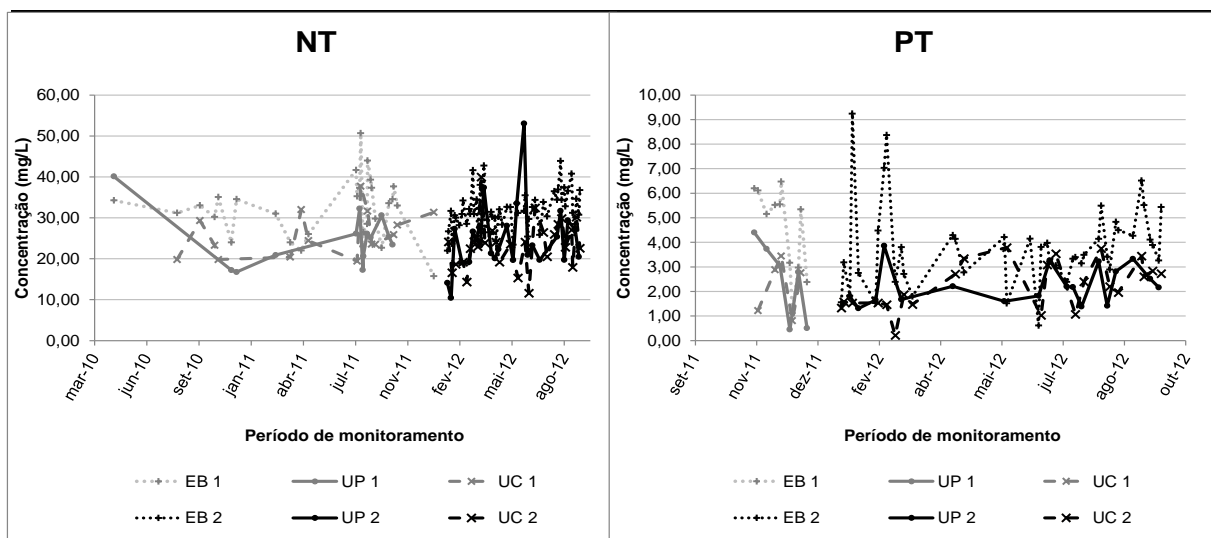 NT
Concentração (mg/L)
60,00
50,00
40,00
30,00
20,00
10,00
0,00
mar-10
jun-10
set-10
jan-11
abr-11
jul-11
nov-11
fev-12
mai-12
ago-12
Período de monitoramento
EB 1 UP 1 UC 1
EB 2 UP 2 UC 2
PT
Concentração (mg/L)
10,00
9,00
8,00
7,00
6,00
5,00
4,00
3,00
2,00
1,00
0,00
set-11
nov-11
dez-11
fev-12
abr-12
mai-12
jul-12
ago-12
out-12
Período de monitoramento
EB 1 UP 1 UC 1
EB 2 UP 2 UC 2